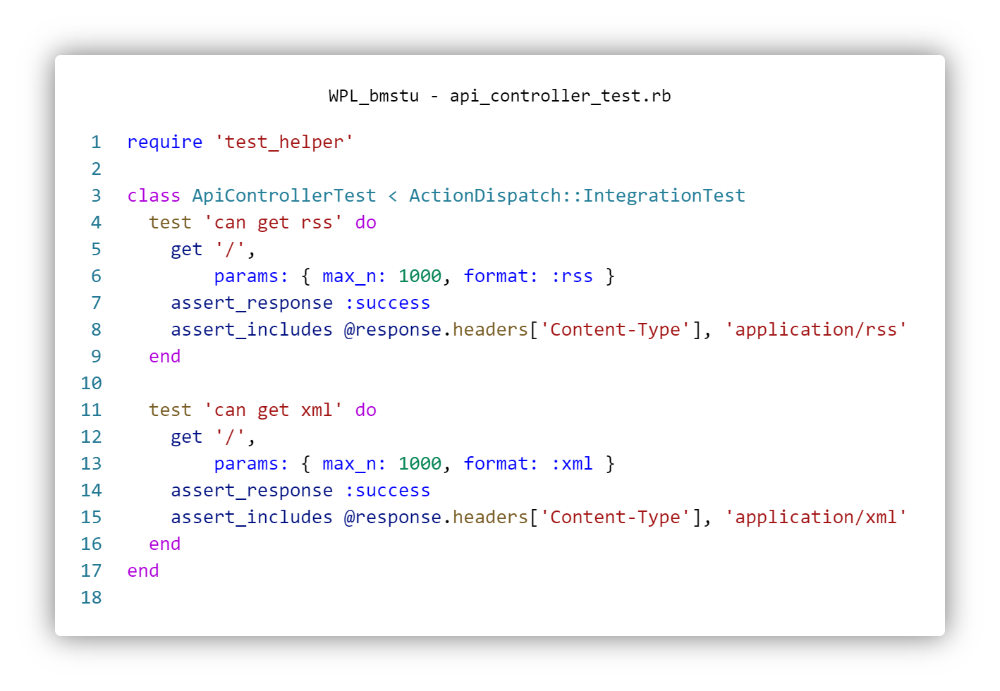 WPL_bmstu - api_controller_test.rb
1 require 'test_helper'
2
3 class ApiControllerTest < ActionDispatch::IntegrationTest
4   test 'can get rss' do
5     get '/',
6         params: { max_n: 1000, format: :rss }
7     assert_response :success
8     assert_includes @response.headers['Content-Type'], 'application/rss'
9   end
10
11   test 'can get xml' do
12     get '/',
13         params: { max_n: 1000, format: :xml }
14     assert_response :success
15     assert_includes @response.headers['Content-Type'], 'application/xml'
16   end
17 end
18